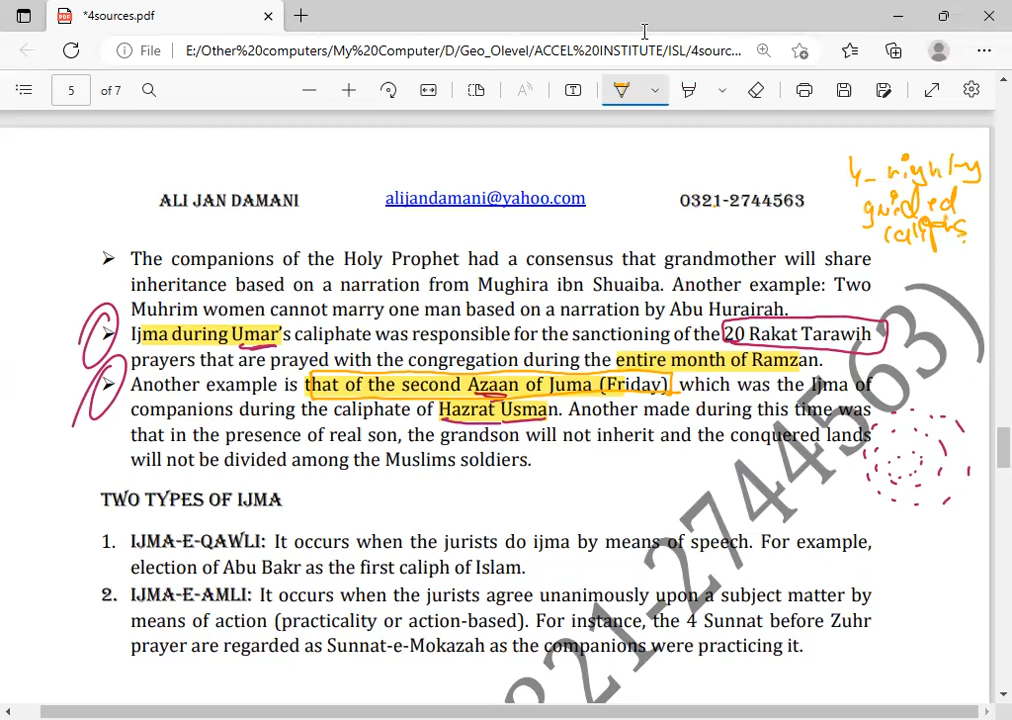 *4sources.pdf
File
E:/Other%20computers/My%20Computer/D/Geo_Olevel/ACCEL%20INSTITUTE/ISL/4sourc...
5 of 7
4- rightly
guided
caliphs.
ALI JAN DAMANI alijandamani@yahoo.com 0321-2744563
➢ The companions of the Holy Prophet had a consensus that grandmother will share
inheritance based on a narration from Mughira ibn Shuaiba. Another example: Two
Muhrim women cannot marry one man based on a narration by Abu Hurairah.
➢ Ijma during Umar's caliphate was responsible for the sanctioning of the 20 Rakat Tarawih
prayers that are prayed with the congregation during the entire month of Ramzan.
➢ Another example is that of the second Azaan of Juma (Friday) which was the Ijma of
companions during the caliphate of Hazrat Usman. Another made during this time was
that in the presence of real son, the grandson will not inherit and the conquered lands
will not be divided among the Muslims soldiers.
TWO TYPES OF IJMA
1. IJMA-E-QAWLI: It occurs when the jurists do ijma by means of speech. For example,
election of Abu Bakr as the first caliph of Islam.
2. IJMA-E-AMLI: It occurs when the jurists agree unanimously upon a subject matter by
means of action (practicality or action-based). For instance, the 4 Sunnat before Zuhr
prayer are regarded as Sunnat-e-Mokazah as the companions were practicing it.
321-2744563)